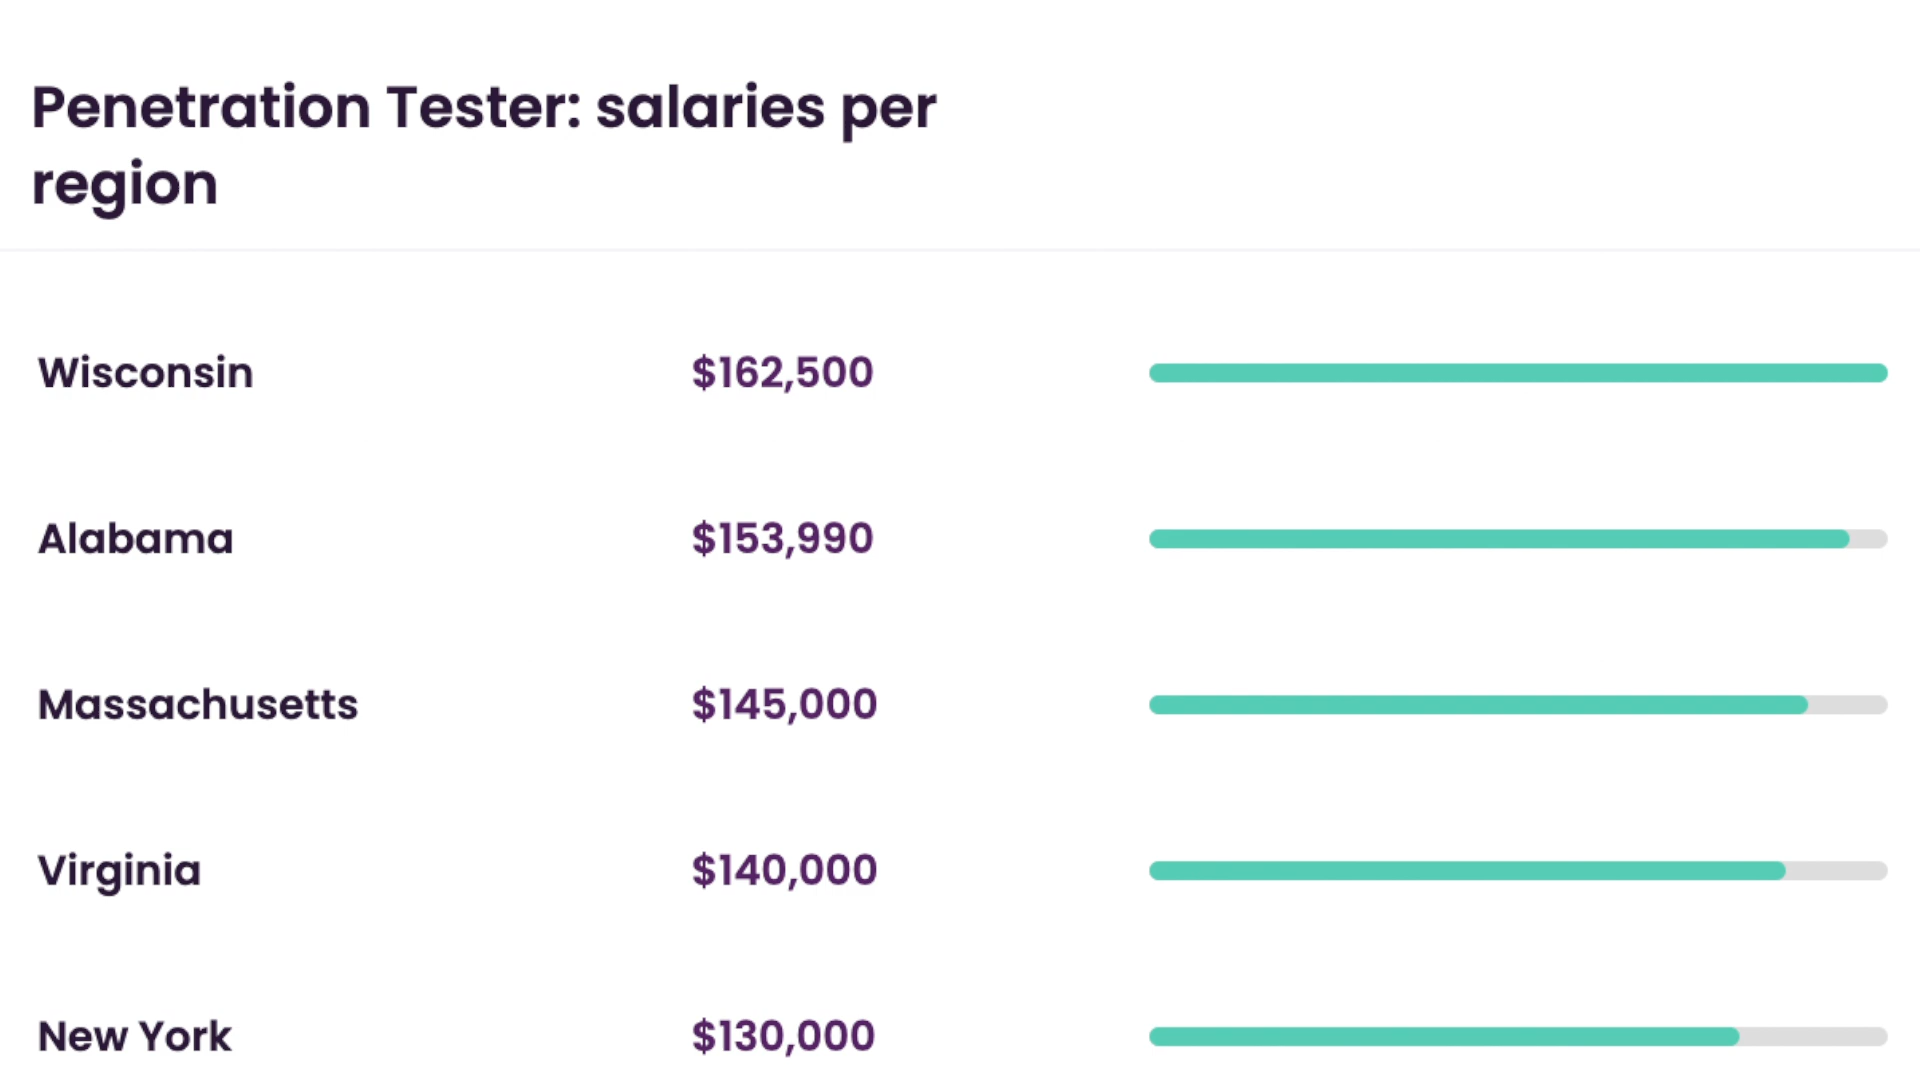 Penetration Tester: salaries per
region
Wisconsin $162,500
Alabama $153,990
Massachusetts $145,000
Virginia $140,000
New York $130,000